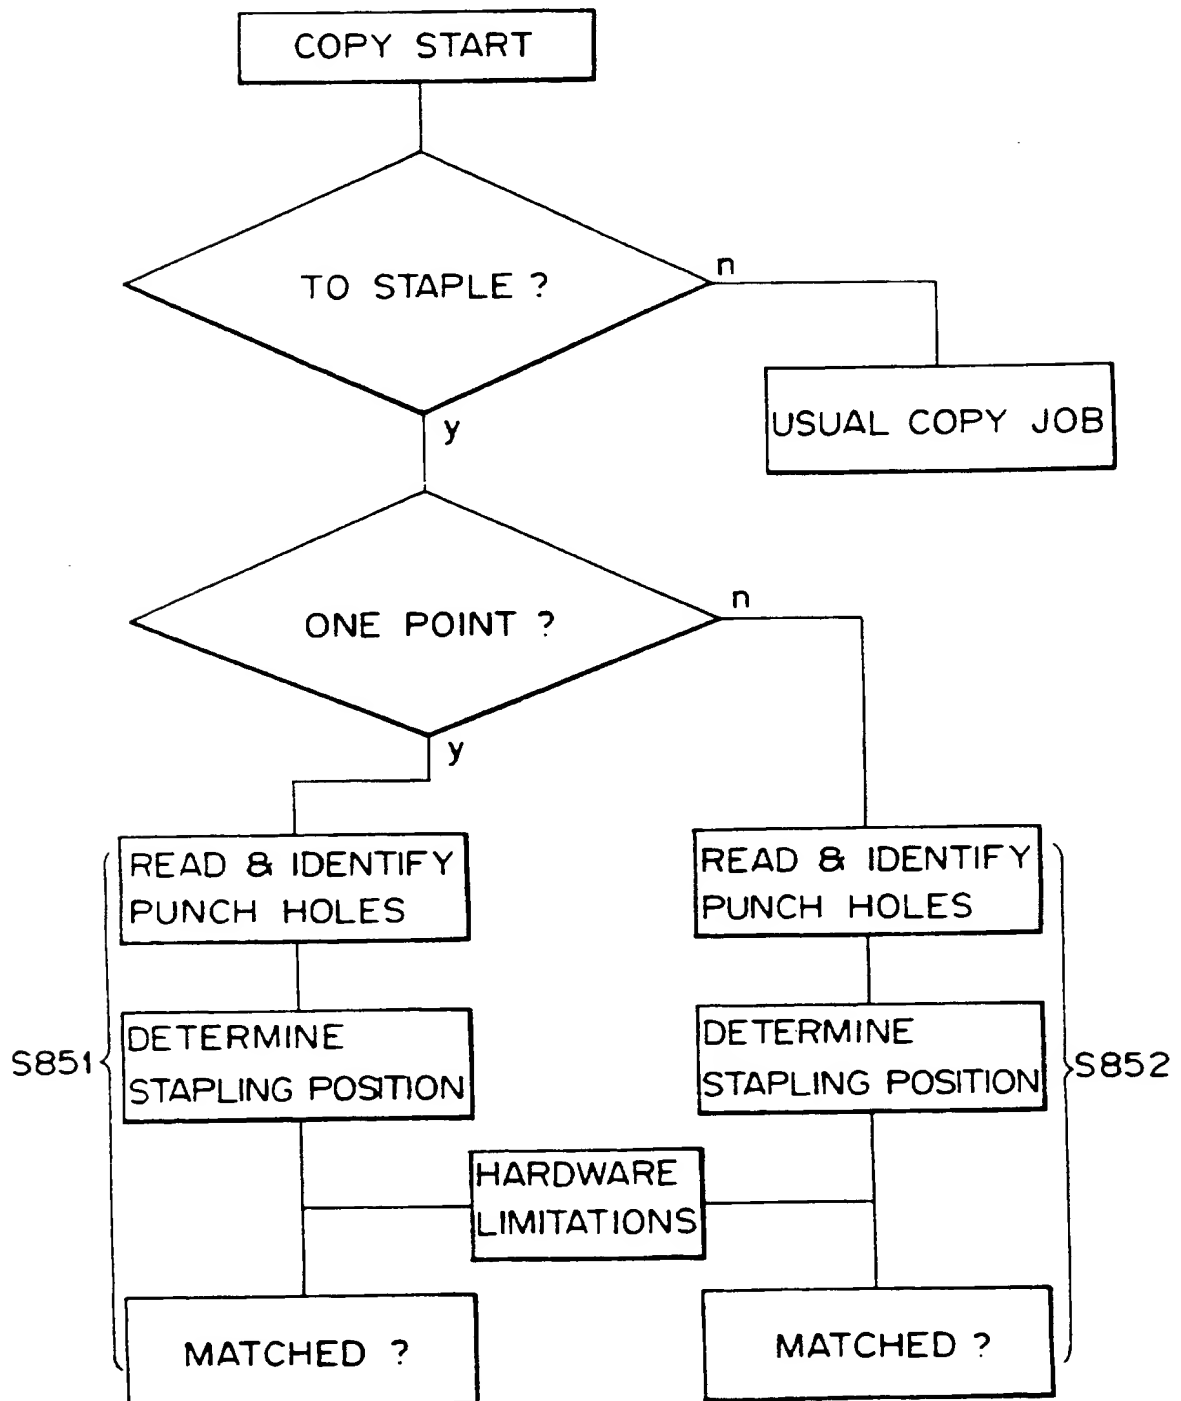 COPY START
TO STAPLE ?
n
USUAL COPY JOB
y
ONE POINT ?
n
y
READ & IDENTIFY
PUNCH HOLES
READ & IDENTIFY
PUNCH HOLES
S851
DETERMINE
STAPLING POSITION
DETERMINE
STAPLING POSITION
S852
HARDWARE
LIMITATIONS
MATCHED ?
MATCHED ?